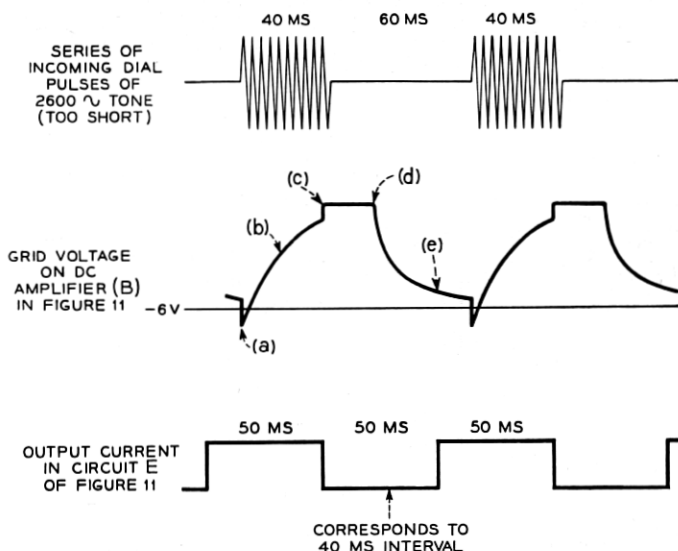 40 MS 60 MS 40 MS
SERIES OF
INCOMING DIAL
PULSES OF
2600 ∿ TONE
(TOO SHORT)
(c) (d)
(b)
(e)
GRID VOLTAGE
ON DC
AMPLIFIER (B)
IN FIGURE 11
-6V
(a)
50 MS 50 MS 50 MS
OUTPUT CURRENT
IN CIRCUIT E
OF FIGURE 11
CORRESPONDS TO
40 MS INTERVAL